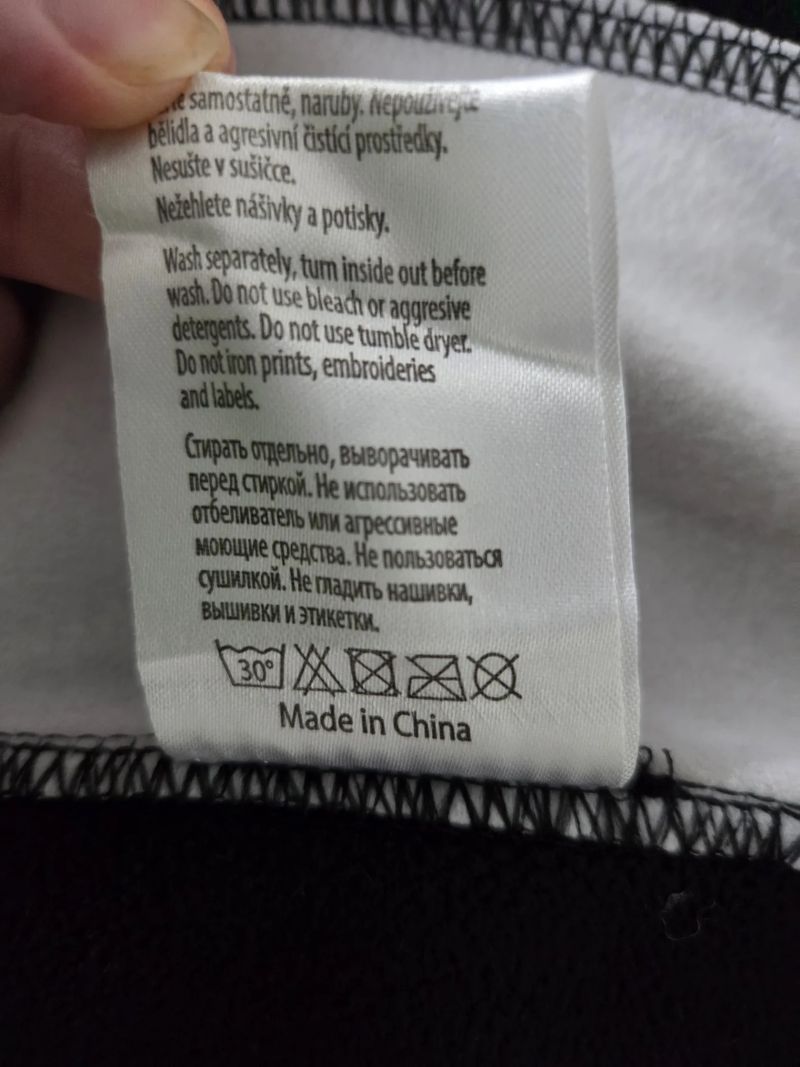 samostatně, naruby. Nepoužívejte
bělidla a agresivní čistící prostředky.
Nesušte v sušičce.
Nežehlete nášivky a potisky.
Wash separately, turn inside out before
wash. Do not use bleach or aggresive
detergents. Do not use tumble dryer.
Do not iron prints, embroideries
and labels.
Стирать отдельно, выворачивать
перед стиркой. Не использовать
отбеливатель или агрессивные
моющие средства. Не пользоваться
сушилкой. Не гладить нашивки,
вышивки и этикетки.
30°
Made in China